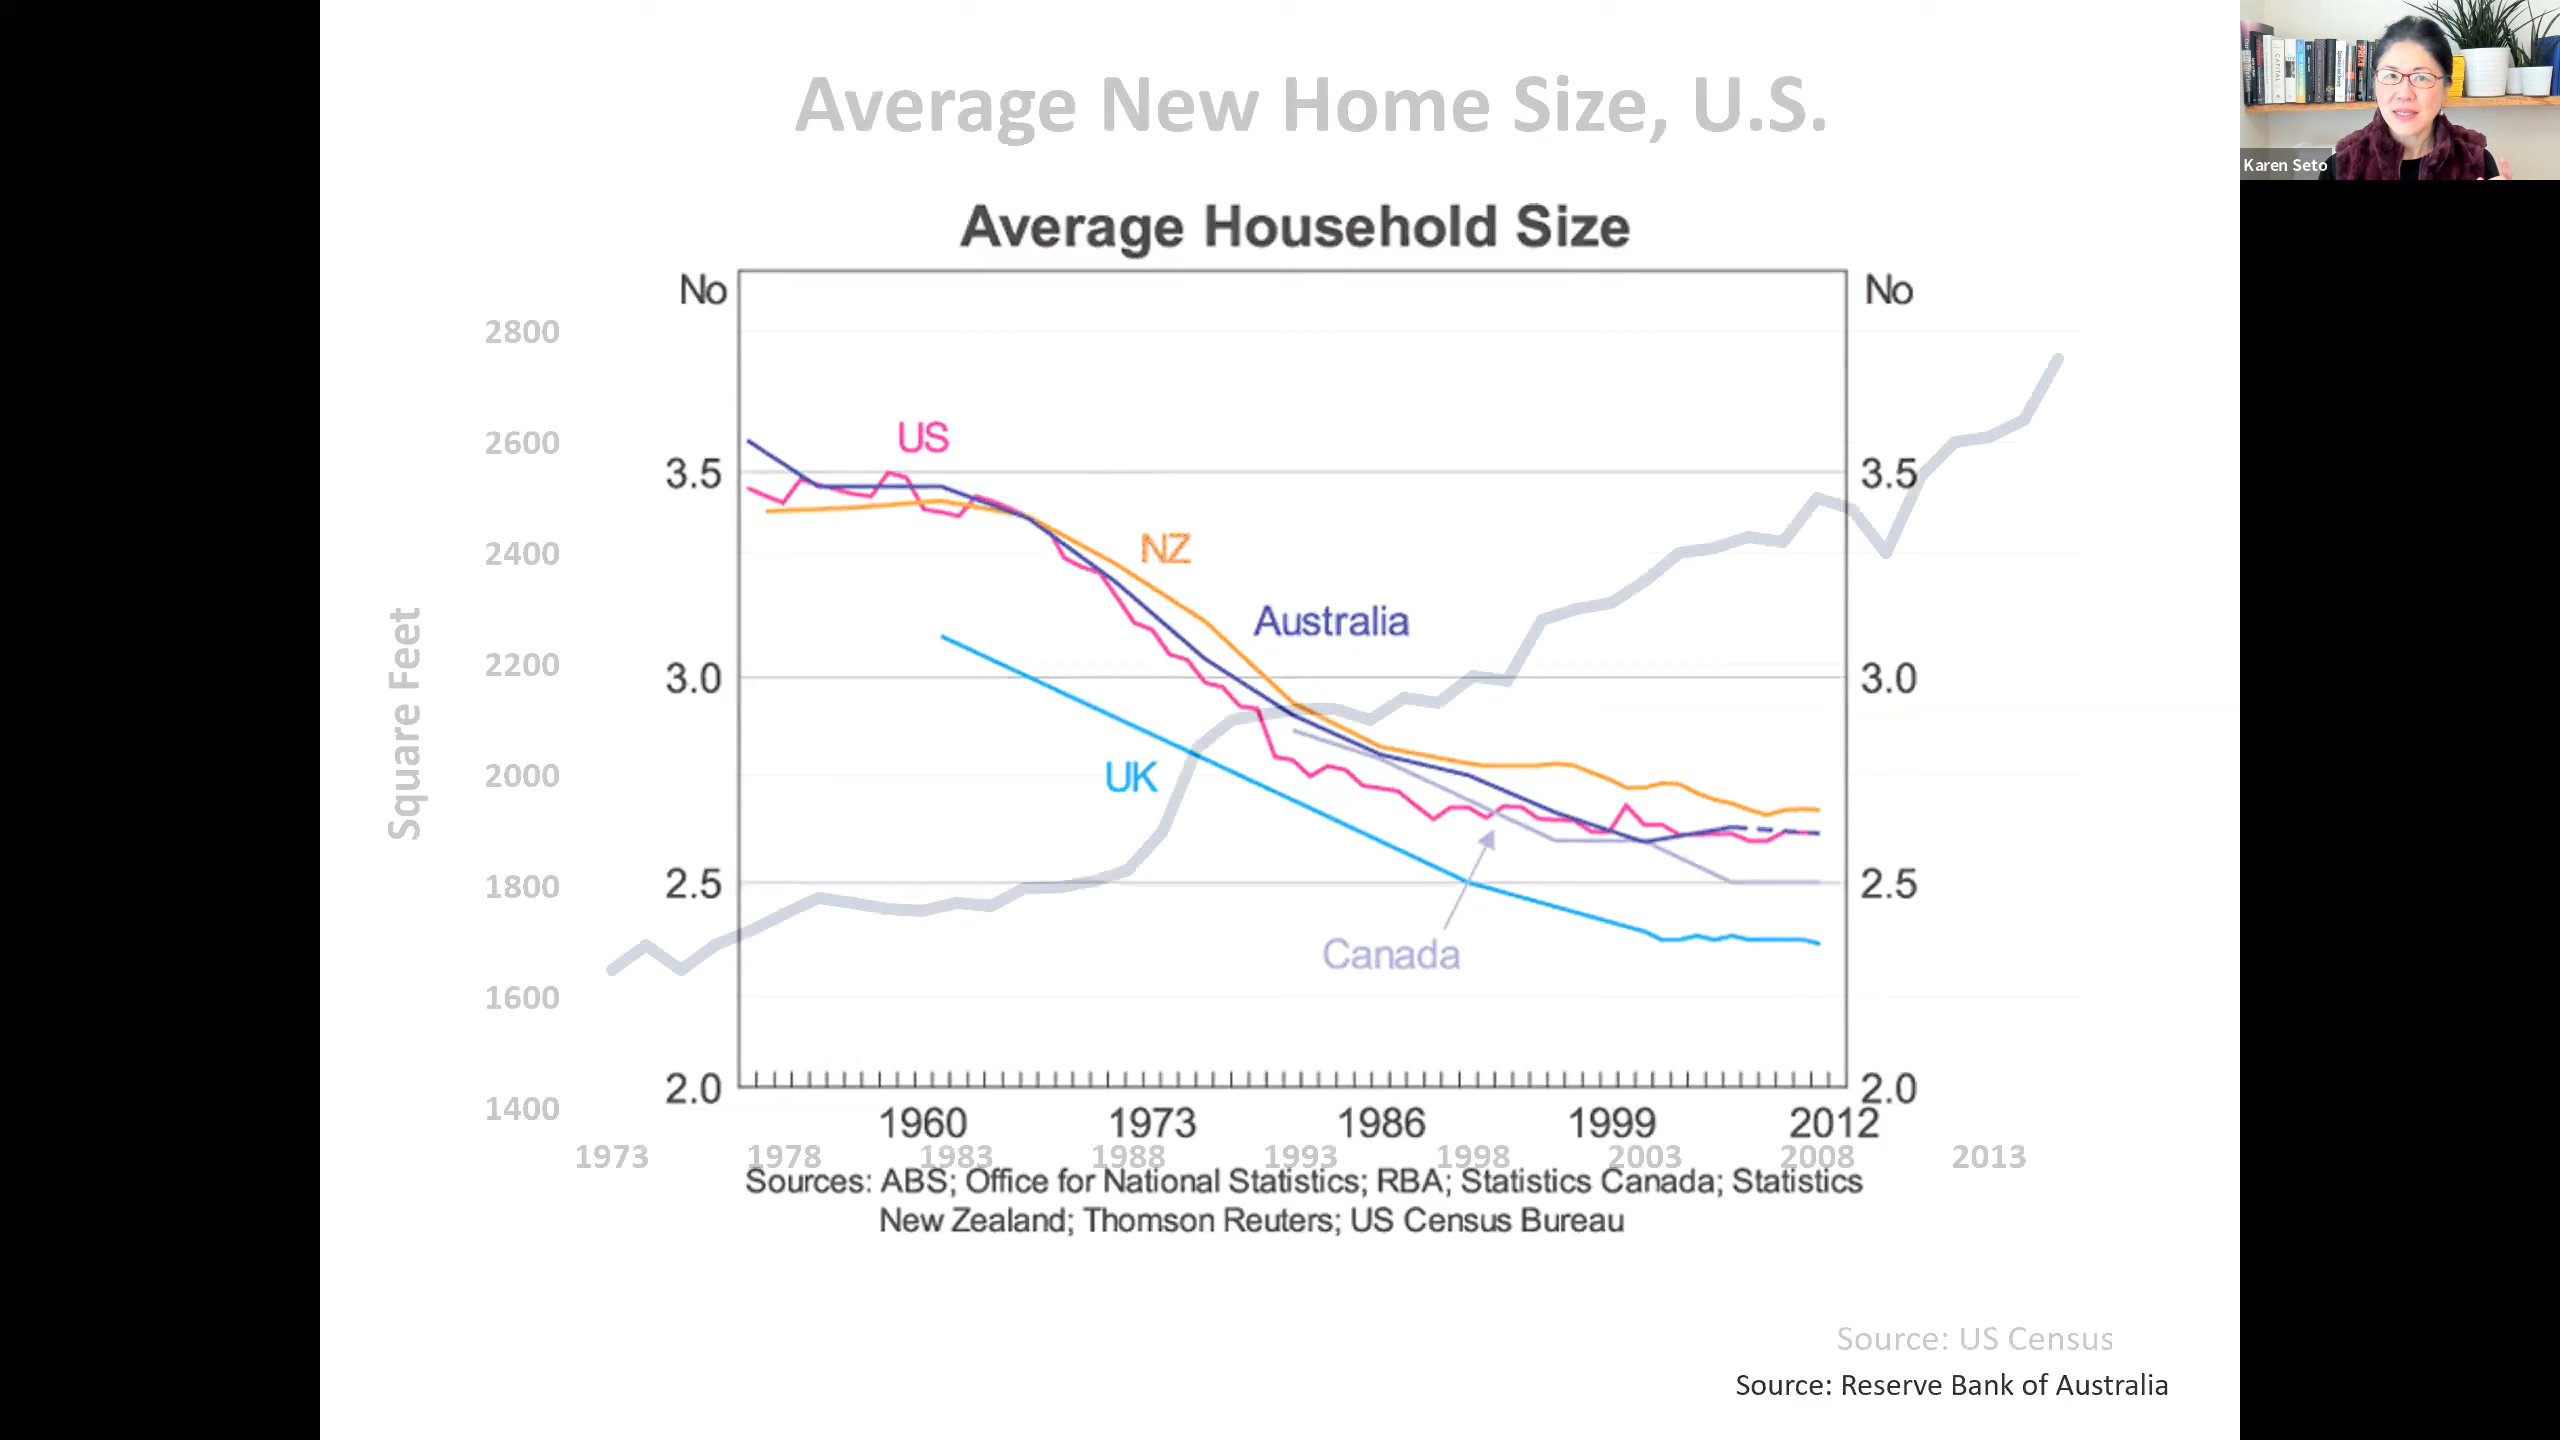 Average New Home Size, U.S.
Karen Seto
Average Household Size
No
No
2800
2600
2400
2200
2000
1800
1600
1400
Square Feet
3.5
3.0
2.5
2.0
3.5
3.0
2.5
2.0
US
NZ
Australia
UK
Canada
1960 1973 1986 1999 2012
1973 1978 1983 1988 1993 1998 2003 2008 2013
Sources: ABS; Office for National Statistics; RBA; Statistics Canada; Statistics
New Zealand; Thomson Reuters; US Census Bureau
Source: US Census
Source: Reserve Bank of Australia